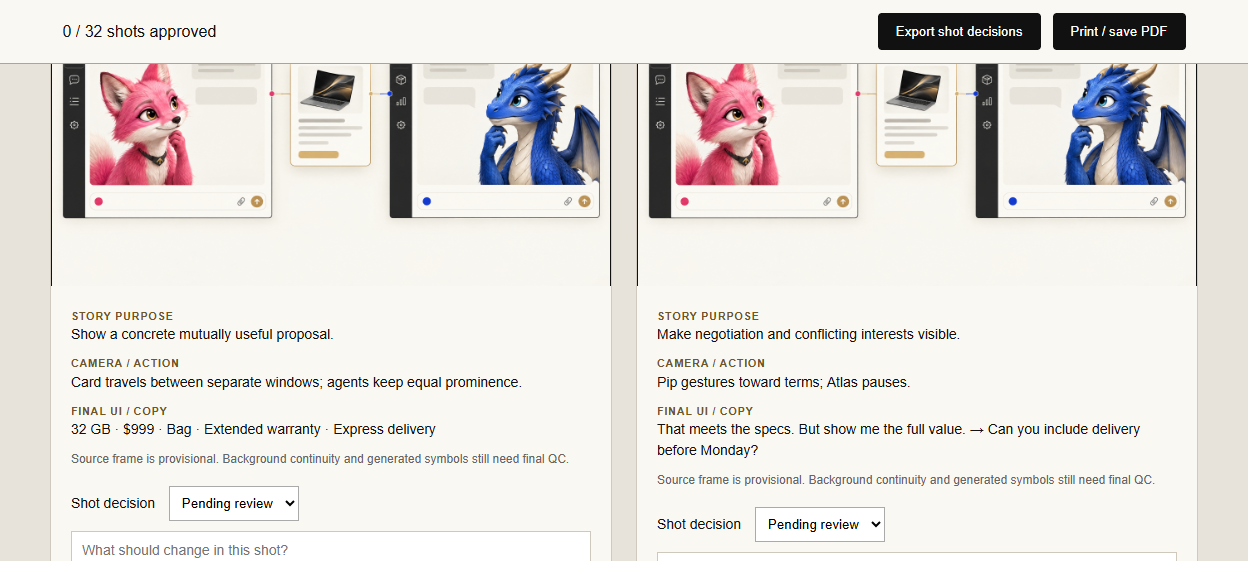 0 / 32 shots approved
Export shot decisions
Print / save PDF
STORY PURPOSE
Show a concrete mutually useful proposal.
CAMERA / ACTION
Card travels between separate windows; agents keep equal prominence.
FINAL UI / COPY
32 GB · $999 · Bag · Extended warranty · Express delivery
Source frame is provisional. Background continuity and generated symbols still need final QC.
Shot decision
Pending review
What should change in this shot?
STORY PURPOSE
Make negotiation and conflicting interests visible.
CAMERA / ACTION
Pip gestures toward terms; Atlas pauses.
FINAL UI / COPY
That meets the specs. But show me the full value. → Can you include delivery
before Monday?
Source frame is provisional. Background continuity and generated symbols still need final QC.
Shot decision
Pending review